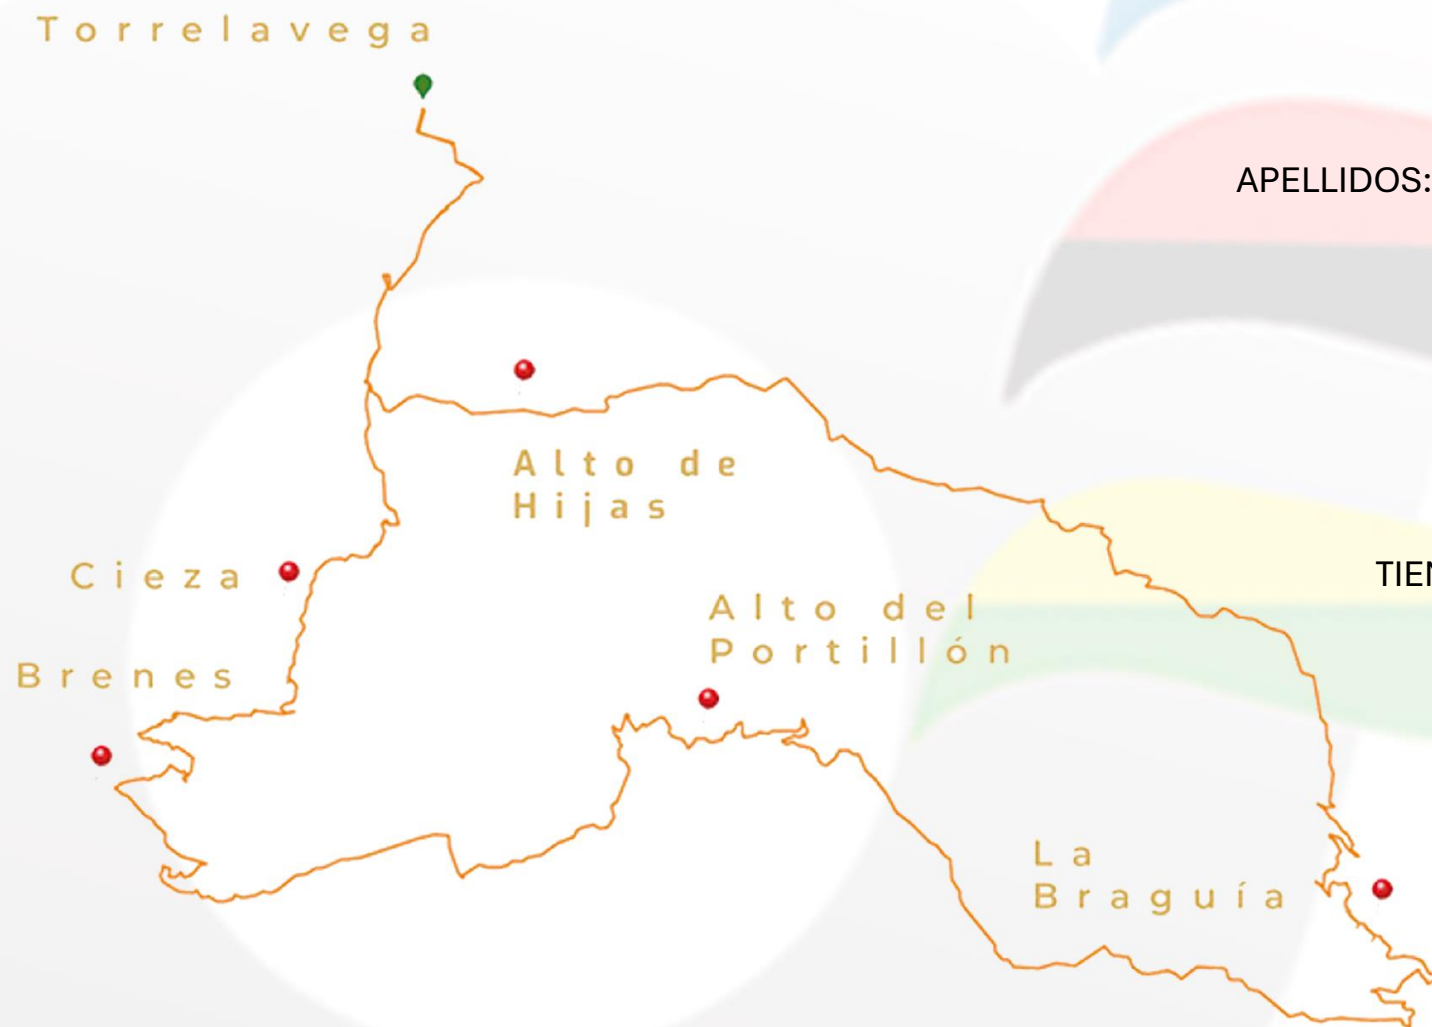 Torrelavega
APELLIDOS:
Alto de
Hijas
Cieza
Alto del
Portillón
Brenes
La
Braguía